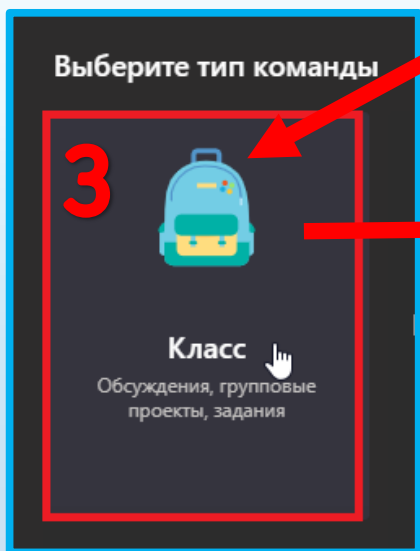 Выберите тип команды
3
Класс
Обсуждения, групповые
проекты, задания